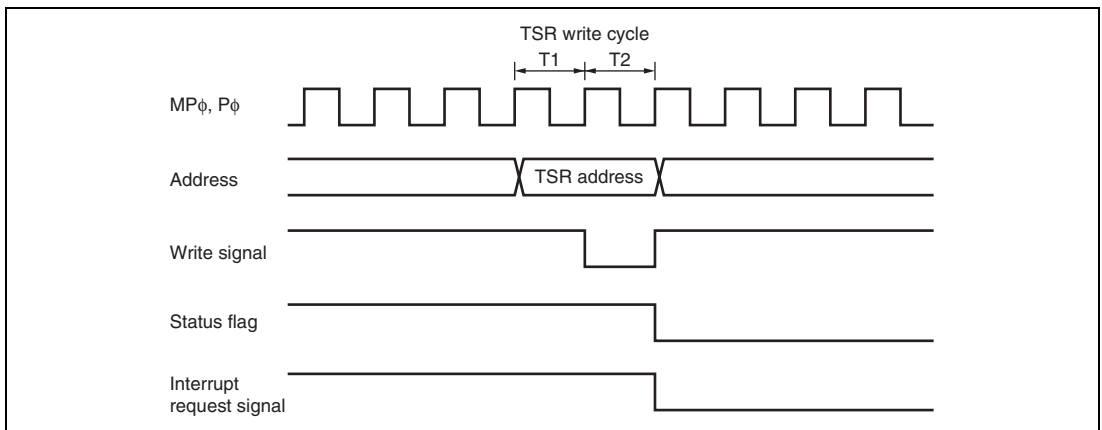 TSR write cycle
T1 T2
MPφ, Pφ
Address
TSR address
Write signal
Status flag
Interrupt
request signal